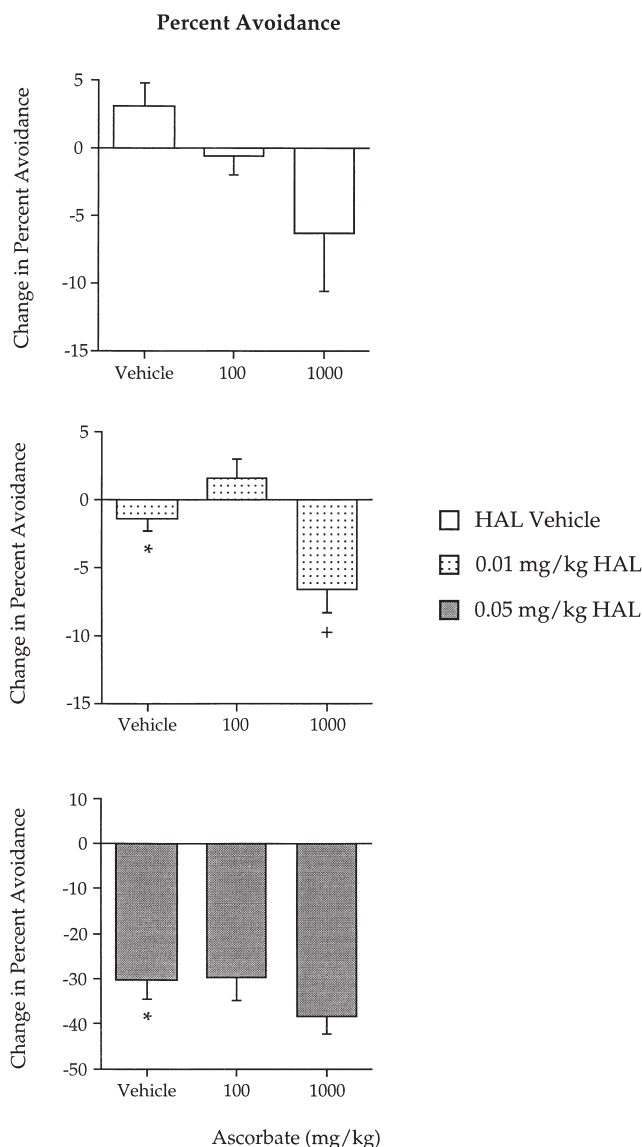 Percent Avoidance
Change in Percent Avoidance
5
0
-5
-10
-15
Vehicle 100 1000
Change in Percent Avoidance
5
0
-5
-10
-15
*
+
Vehicle 100 1000
HAL Vehicle
0.01 mg/kg HAL
0.05 mg/kg HAL
Change in Percent Avoidance
10
0
-10
-20
-30
-40
-50
*
Vehicle 100 1000
Ascorbate (mg/kg)